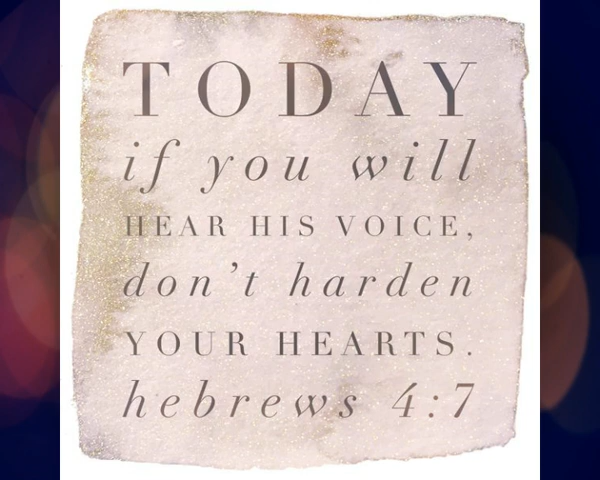 TODAY
if you will
HEAR HIS VOICE,
don't harden
YOUR HEARTS.
hebrews 4:7